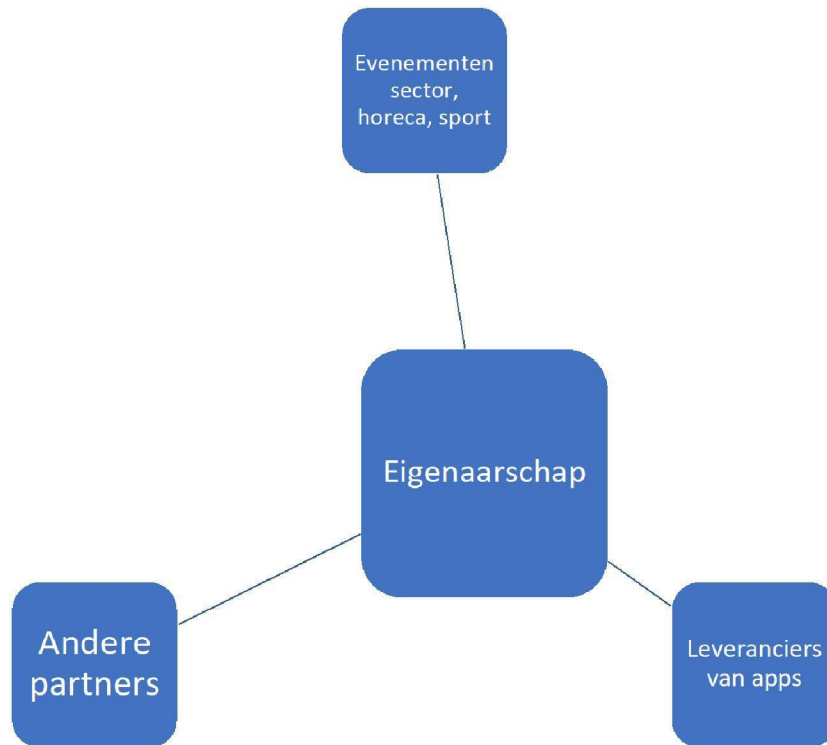 Evenementen
sector,
horeca, sport
Eigenaarschap
Andere
partners
Leveranciers
van apps